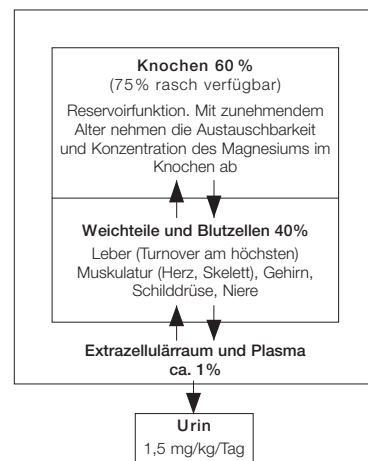 Knochen 60 %
(75% rasch verfügbar)
Reservoirfunktion. Mit zunehmendem
Alter nehmen die Austauschbarkeit
und Konzentration des Magnesiums im
Knochen ab
Weichteile und Blutzellen 40%
Leber (Turnover am höchsten)
Muskulatur (Herz, Skelett), Gehirn,
Schilddrüse, Niere
Extrazellulärraum und Plasma
ca. 1%
Urin
1,5 mg/kg/Tag